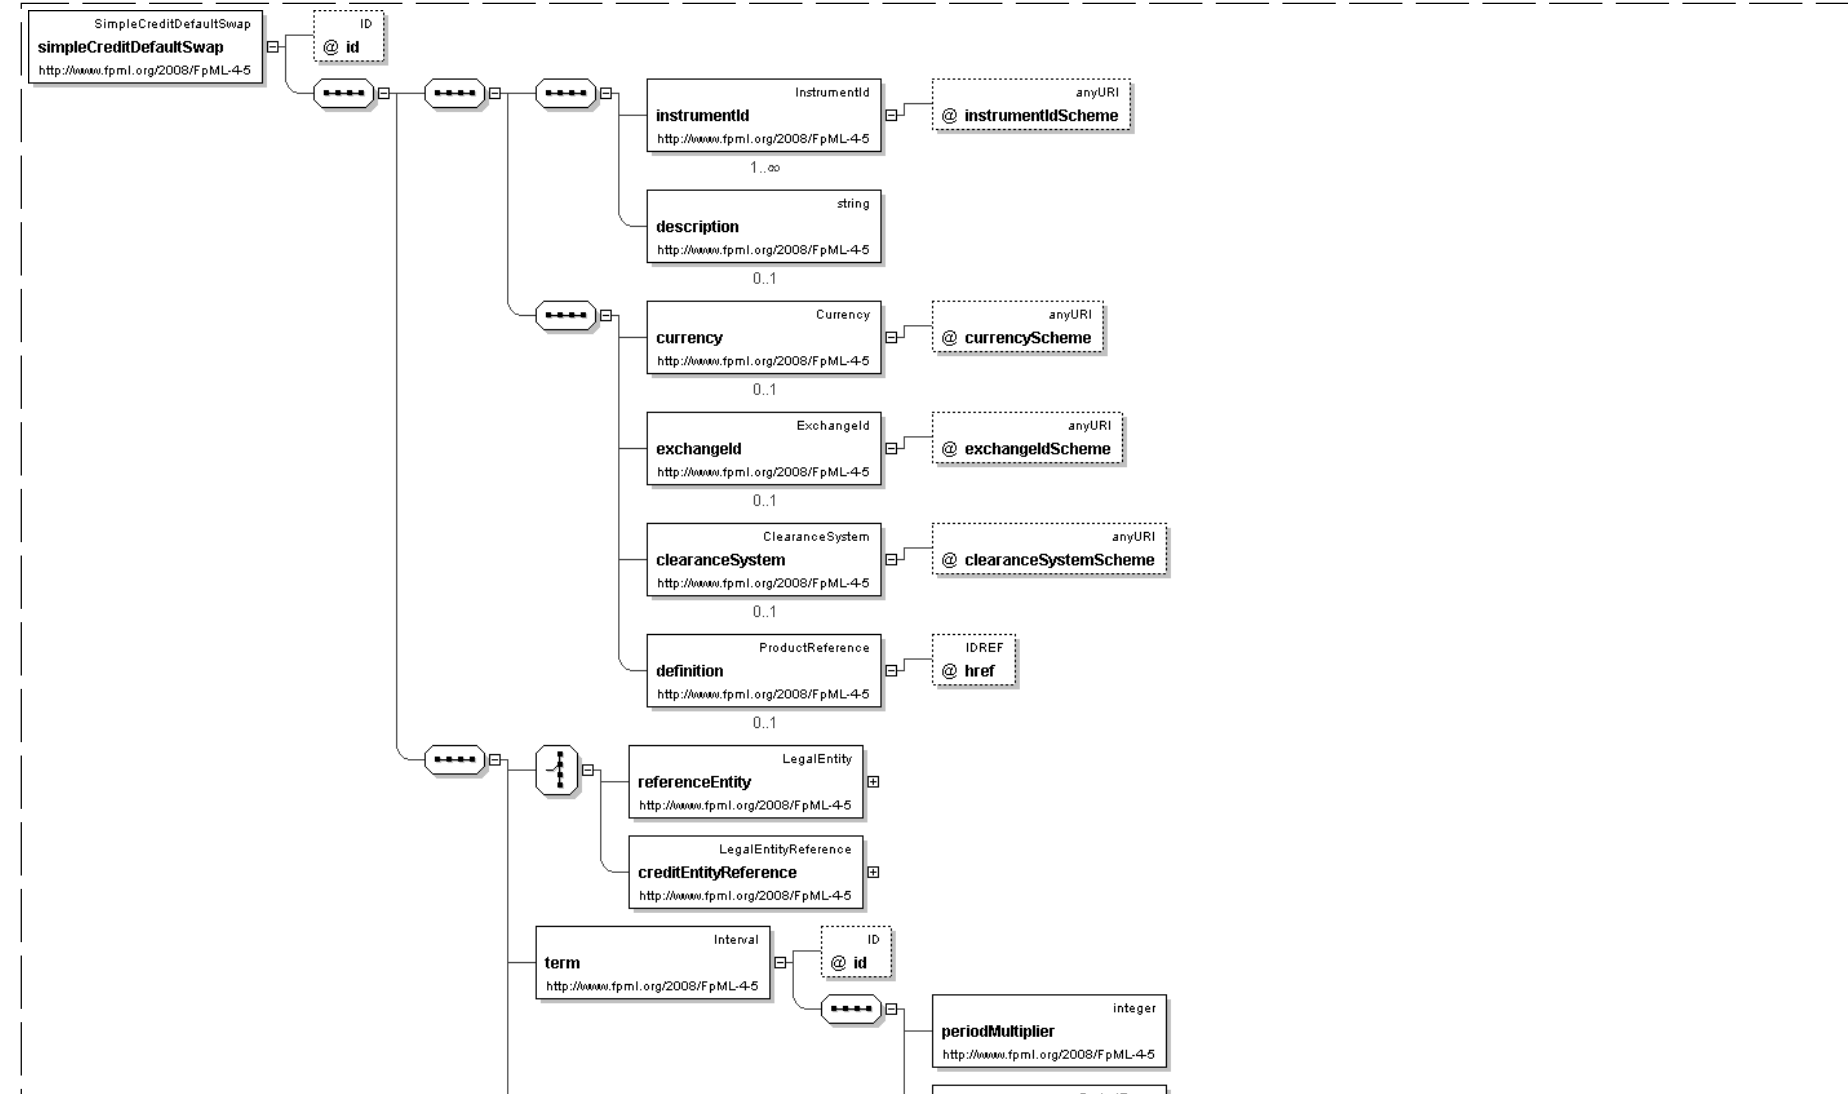 SimpleCreditDefaultSwap
simpleCreditDefaultSwap
http://www.fpml.org/2008/FpML-4-5
ID
@ id
InstrumentId
instrumentId
http://www.fpml.org/2008/FpML-4-5
1..∞
anyURI
@ instrumentIdScheme
string
description
http://www.fpml.org/2008/FpML-4-5
0..1
Currency
currency
http://www.fpml.org/2008/FpML-4-5
0..1
anyURI
@ currencyScheme
ExchangeId
exchangeId
http://www.fpml.org/2008/FpML-4-5
0..1
anyURI
@ exchangeIdScheme
ClearanceSystem
clearanceSystem
http://www.fpml.org/2008/FpML-4-5
0..1
anyURI
@ clearanceSystemScheme
ProductReference
definition
http://www.fpml.org/2008/FpML-4-5
0..1
IDREF
@ href
LegalEntity
referenceEntity
http://www.fpml.org/2008/FpML-4-5
LegalEntityReference
creditEntityReference
http://www.fpml.org/2008/FpML-4-5
Interval
term
http://www.fpml.org/2008/FpML-4-5
ID
@ id
integer
periodMultiplier
http://www.fpml.org/2008/FpML-4-5